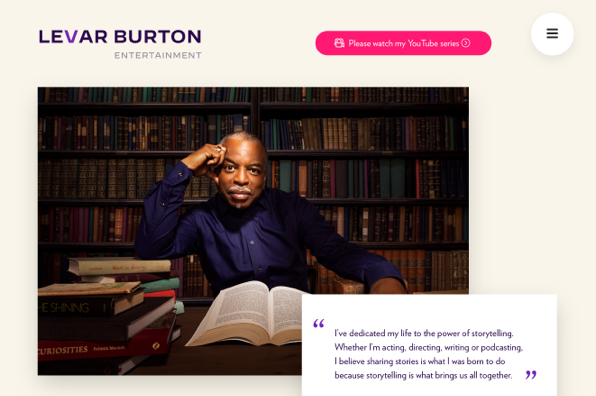 LEVAR BURTON
ENTERTAINMENT
Please watch my YouTube series
THE SHINING
CURIOSITIES
“I've dedicated my life to the power of storytelling.
Whether I'm acting, directing, writing or podcasting,
I believe sharing stories is what I was born to do
because storytelling is what brings us all together.”